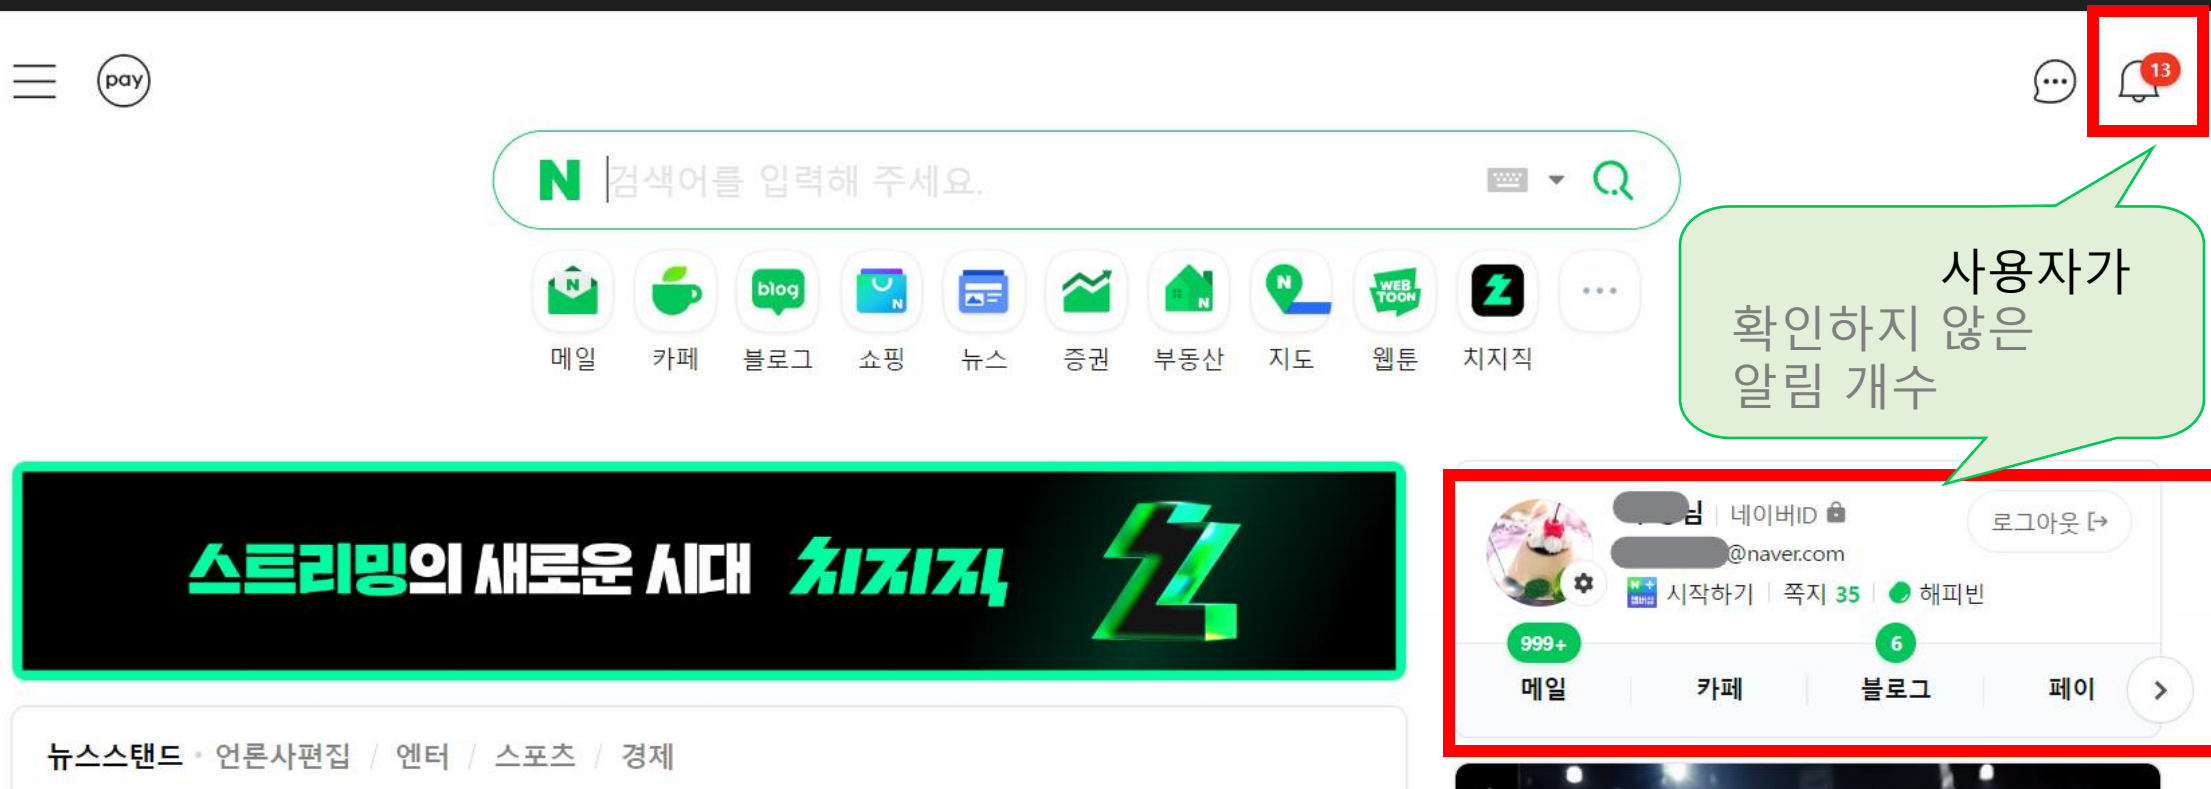 pay
13
N 검색어를 입력해 주세요.
N
blog
N
N
N
WEB
TOON
메일 카페 블로그 쇼핑 뉴스 증권 부동산 지도 웹툰 치지직
사용자가
확인하지 않은
알림 개수
스트리밍의 새로운 시대 치지직
님 네이버ID
로그아웃
@naver.com
N + 멤버십 시작하기 쪽지 35 해피빈
999+ 6
메일 카페 블로그 페이
뉴스스탠드 · 언론사편집 / 엔터 / 스포츠 / 경제